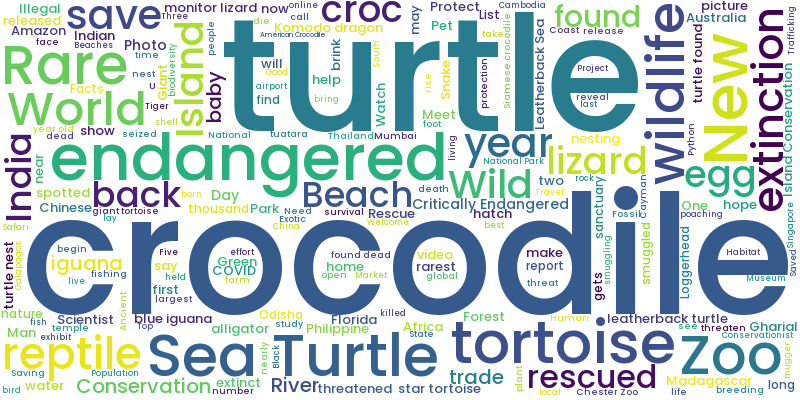 Illegal
released
Amazon
save
monitor lizard
now
Indian
Beaches
Three
Photo
face
time
people
online
call
die
American Crocodile
Komodo dragon
croc
may
Protect
Pet
List
take
South
Cambodia
Siamese crocodile
Leatherback Sea
found
Coast
release
Australia
picture
wildlife
turtle found
New
Trafficking
extinction
Rare
World
Island
Giant
biodiversity
nest
Facts
U
Tiger
shell
baby
airport
will
Good
find
help
bring
brink
Watch
Snake
rise
protection
Meet
foot
turtle
Project
reveal
last
India
near
year old
dead
show
seized
National
tuatara
Thailand
Mumbai
endangered
living
year
National Park
nesting
lizard
Python
Island Conservation
Singapore
Saved
spotted
Chinese
lay
back
born
Day
thousand
Park
giant tortoise
Beach
death
Need
Exotic
China
survival
Rescue
Welcome
Critically Endangered
Wild
hatch
best
two
Travel
rocky
sanctuary
Fossil
Cayman
poaching
egg
One
hope
Safari
Galapagos
turtle nest
crocodile
begin
iguana
fishing
live
Five
say
held
first
largest
effort
Green
COVID
farm
found dead
home
open
Market
video
rarest
global
make
report
threat
gets
smuggling
smuggled
Loggerhead
Habitat
Museum
nature
fish
Man
exhibit
Scientist
temple
Top
Ancient
blue iguana
alligator
Odisha
study
Florida
Philippine
killed
Africa
State
Forest
Human
leatherback turtle
see
threaten
Gharial
Conservationist
mugger
reptile
Saving
bird
water
Population
Conservation
Sea Turtle
nearly
Black
extinct
number
River
threatened
star tortoise
tortoise
trade
plant
local
rescued
Chester Zoo
Madagascar
life
breeding
long
Zoo